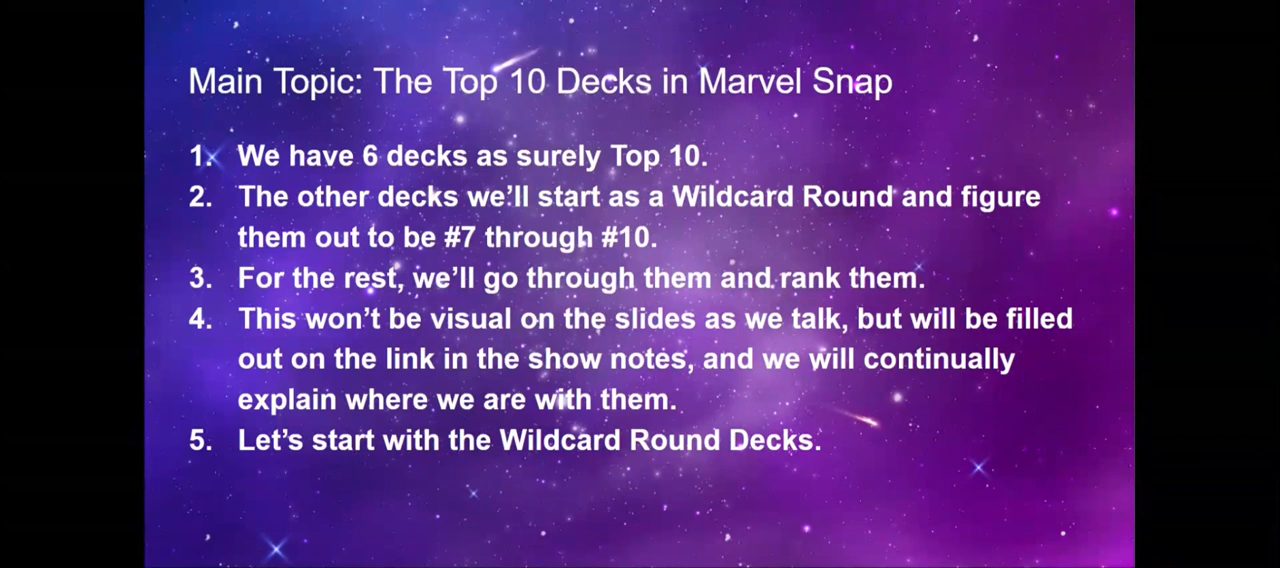 Main Topic: The Top 10 Decks in Marvel Snap
1. We have 6 decks as surely Top 10.
2. The other decks we'll start as a Wildcard Round and figure
them out to be #7 through #10.
3. For the rest, we'll go through them and rank them.
4. This won't be visual on the slides as we talk, but will be filled
out on the link in the show notes, and we will continually
explain where we are with them.
5. Let's start with the Wildcard Round Decks.